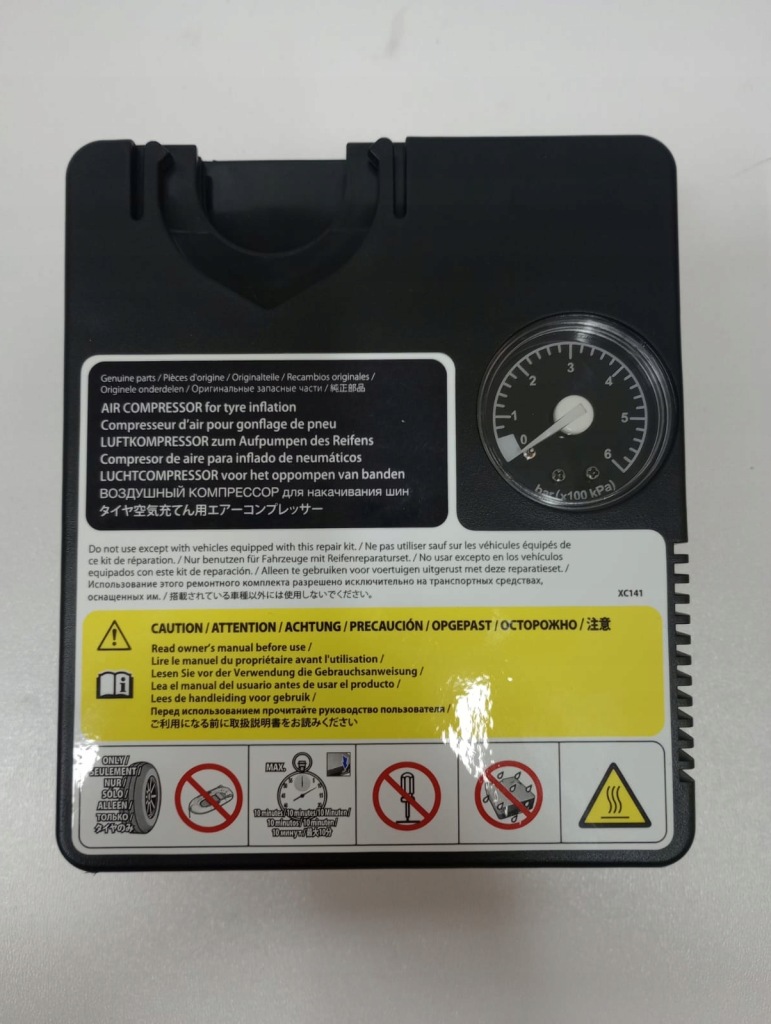 Genuine parts / Pièces d'origine / Originalteile / Recambios originales /
Originele onderdelen / Оригинальные запасные части / 純正部品
AIR COMPRESSOR for tyre inflation
Compresseur d'air pour gonflage de pneu
LUFTKOMPRESSOR zum Aufpumpen des Reifens
Compresor de aire para inflado de neumáticos
LUCHTCOMPRESSOR voor het oppompen van banden
ВОЗДУШНЫЙ КОМПРЕССОР для накачивания шин
タイヤ空気充てん用エアーコンプレッサー
0 1 2 3 4 5 6
bar (x100 kPa)
Do not use except with vehicles equipped with this repair kit. / Ne pas utiliser sauf sur les véhicules équipés de
ce kit de réparation. / Nur benutzen für Fahrzeuge mit Reifenreparaturset. / No usar excepto en los vehículos
equipados con este kit de reparación. / Alleen te gebruiken voor voertuigen uitgerust met deze reparatieset. /
Использование этого ремонтного комплекта разрешено исключительно на транспортных средствах,
оснащенных им. / 搭載されている車種以外には使用しないでください。
XC141
CAUTION / ATTENTION / ACHTUNG / PRECAUCIÓN / OPGEPAST / ОСТОРОЖНО / 注意
Read owner's manual before use /
Lire le manuel du propriétaire avant l'utilisation /
Lesen Sie vor der Verwendung die Gebrauchsanweisung /
Lea el manual del usuario antes de usar el producto /
Lees de handleiding voor gebruik /
Перед использованием прочитайте руководство пользователя /
ご利用になる前に取扱説明書をお読みください
ONLY /
SEULEMENT /
NUR /
SOLO /
ALLEEN /
ТОЛЬКО /
タイヤのみ
MAX.
10 minutes / 10 minutes / 10 Minuten /
10 minutos / 10 minuten /
10 минут / 最大10分